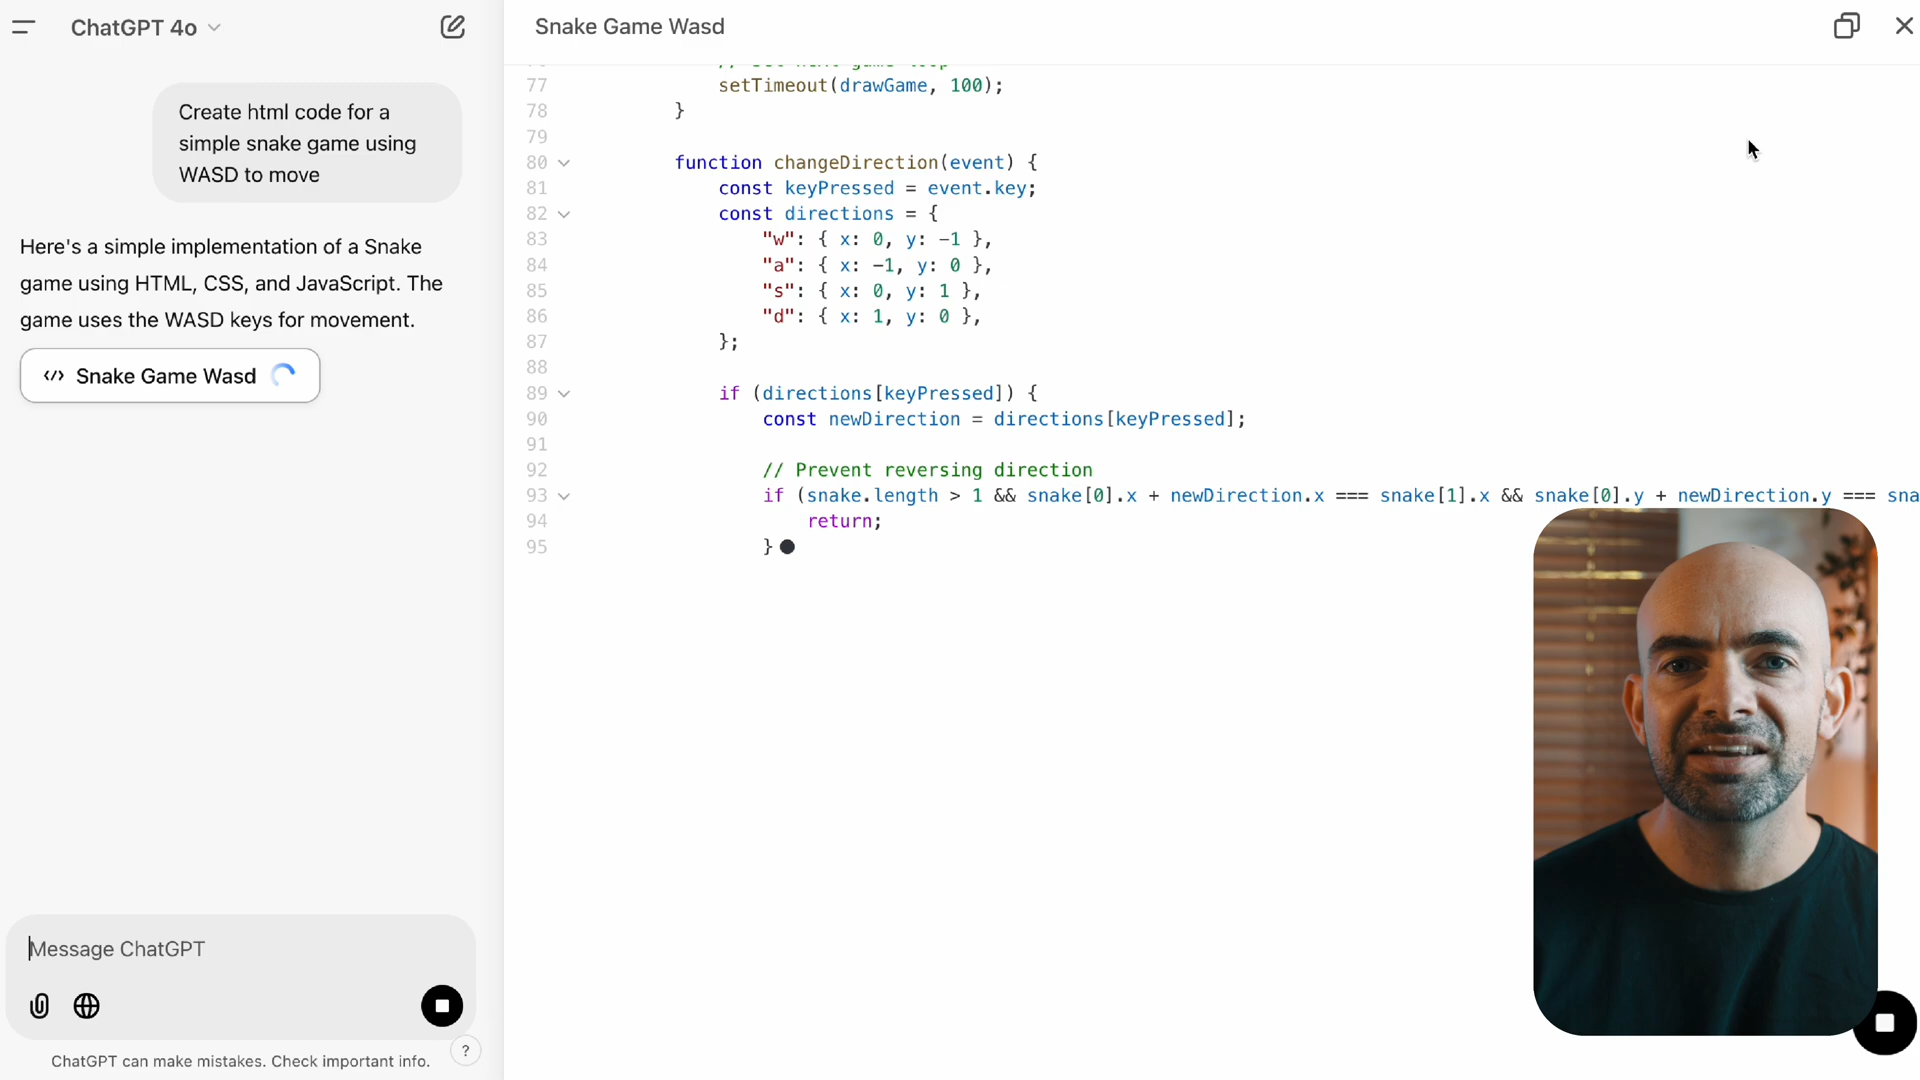 ChatGPT 4o
Create html code for a
simple snake game using
WASD to move
Here's a simple implementation of a Snake
game using HTML, CSS, and JavaScript. The
game uses the WASD keys for movement.
Snake Game Wasd
Message ChatGPT
ChatGPT can make mistakes. Check important info.
?
Snake Game Wasd
77 setTimeout(drawGame, 100);
78 }
79
80 function changeDirection(event) {
81 const keyPressed = event.key;
82 const directions = {
83 "w": { x: 0, y: -1 },
84 "a": { x: -1, y: 0 },
85 "s": { x: 0, y: 1 },
86 "d": { x: 1, y: 0 },
87 };
88
89 if (directions[keyPressed]) {
90 const newDirection = directions[keyPressed];
91
92 // Prevent reversing direction
93 if (snake.length > 1 && snake[0].x + newDirection.x === snake[1].x && snake[0].y + newDirection.y === sna
94 return;
95 }